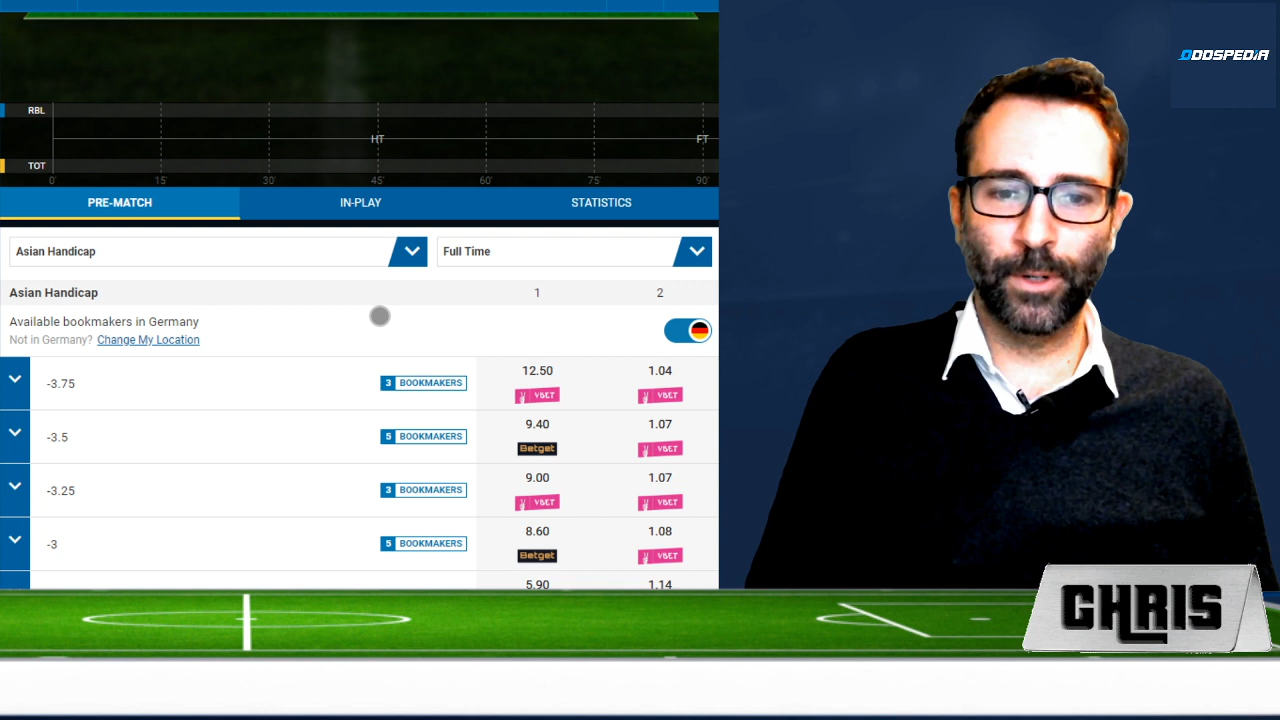 ODDSPEDIA
RBL
HT
FT
TOT
0'
15'
30'
45'
60'
75'
90'
PRE-MATCH
IN-PLAY
STATISTICS
Asian Handicap
Full Time
Asian Handicap
1
2
Available bookmakers in Germany
Not in Germany? Change My Location
-3.75
3 BOOKMAKERS
12.50
1.04
VBET
VBET
-3.5
5 BOOKMAKERS
9.40
1.07
Betget
VBET
-3.25
3 BOOKMAKERS
9.00
1.07
VBET
VBET
-3
5 BOOKMAKERS
8.60
1.08
Betget
VBET
5.90
1.14
CHRIS